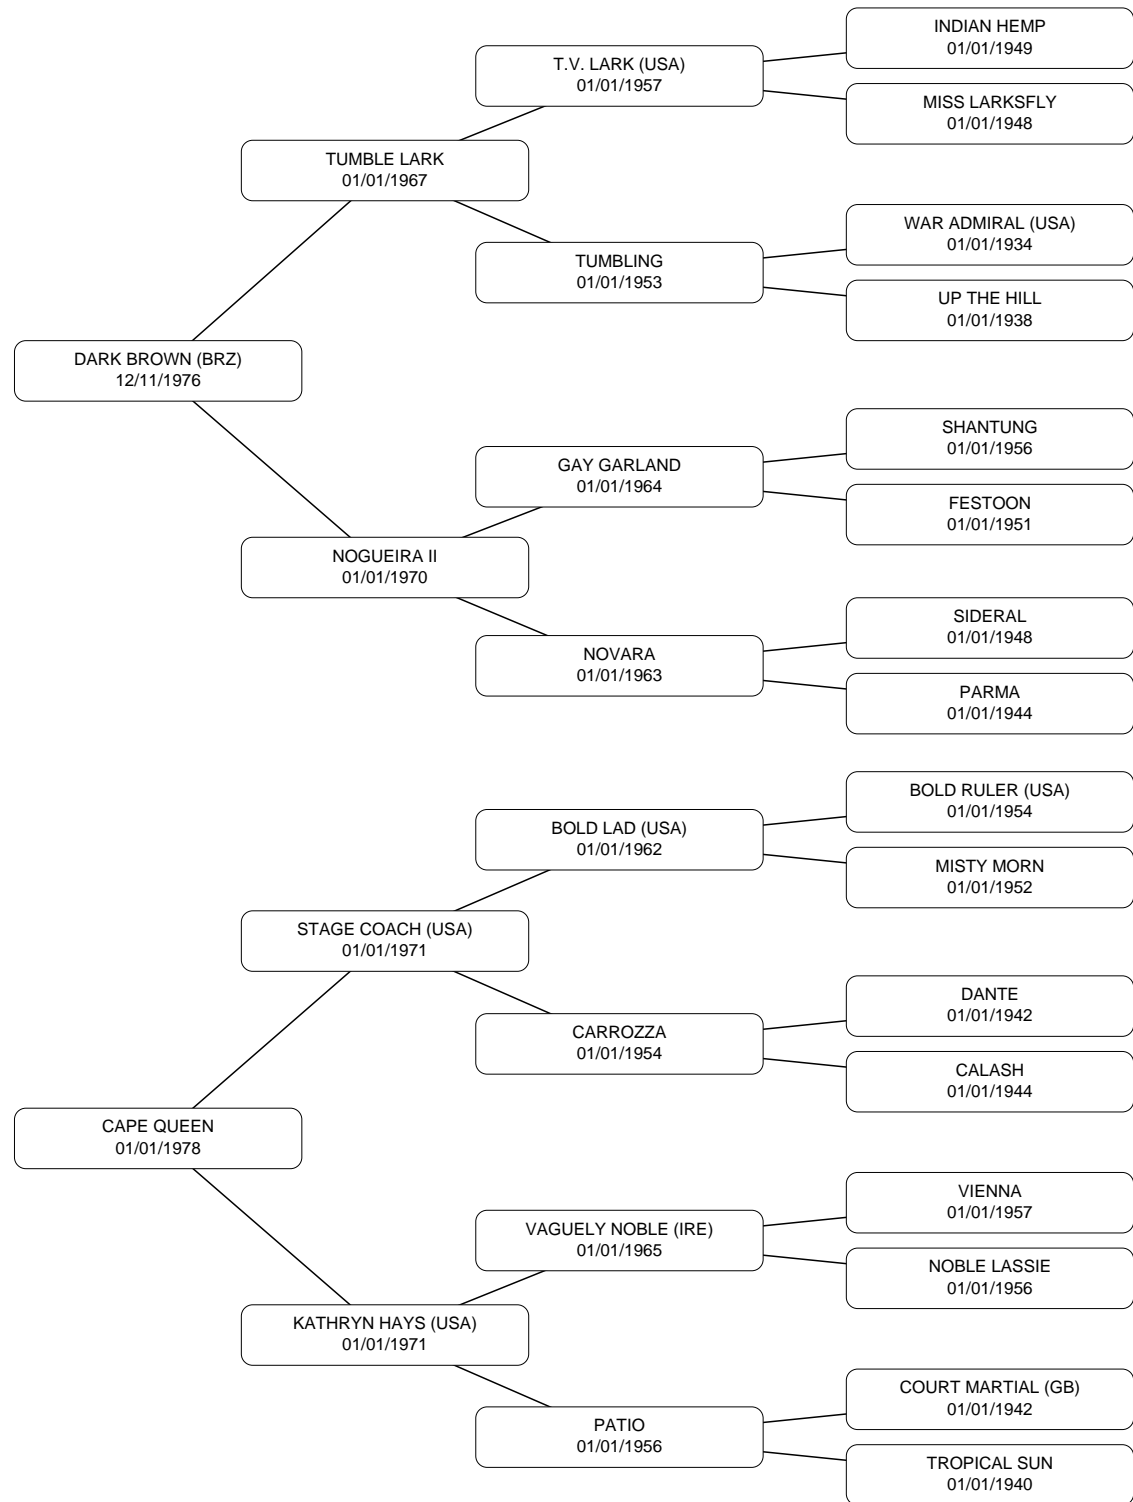 INDIAN HEMP
01/01/1949
T.V. LARK (USA)
01/01/1957
MISS LARKSFLY
01/01/1948
TUMBLE LARK
01/01/1967
WAR ADMIRAL (USA)
01/01/1934
TUMBLING
01/01/1953
UP THE HILL
01/01/1938
DARK BROWN (BRZ)
12/11/1976
SHANTUNG
01/01/1956
GAY GARLAND
01/01/1964
FESTOON
01/01/1951
NOGUEIRA II
01/01/1970
SIDERAL
01/01/1948
NOVARA
01/01/1963
PARMA
01/01/1944
BOLD RULER (USA)
01/01/1954
BOLD LAD (USA)
01/01/1962
MISTY MORN
01/01/1952
STAGE COACH (USA)
01/01/1971
DANTE
01/01/1942
CARROZZA
01/01/1954
CALASH
01/01/1944
CAPE QUEEN
01/01/1978
VIENNA
01/01/1957
VAGUELY NOBLE (IRE)
01/01/1965
NOBLE LASSIE
01/01/1956
KATHRYN HAYS (USA)
01/01/1971
COURT MARTIAL (GB)
01/01/1942
PATIO
01/01/1956
TROPICAL SUN
01/01/1940